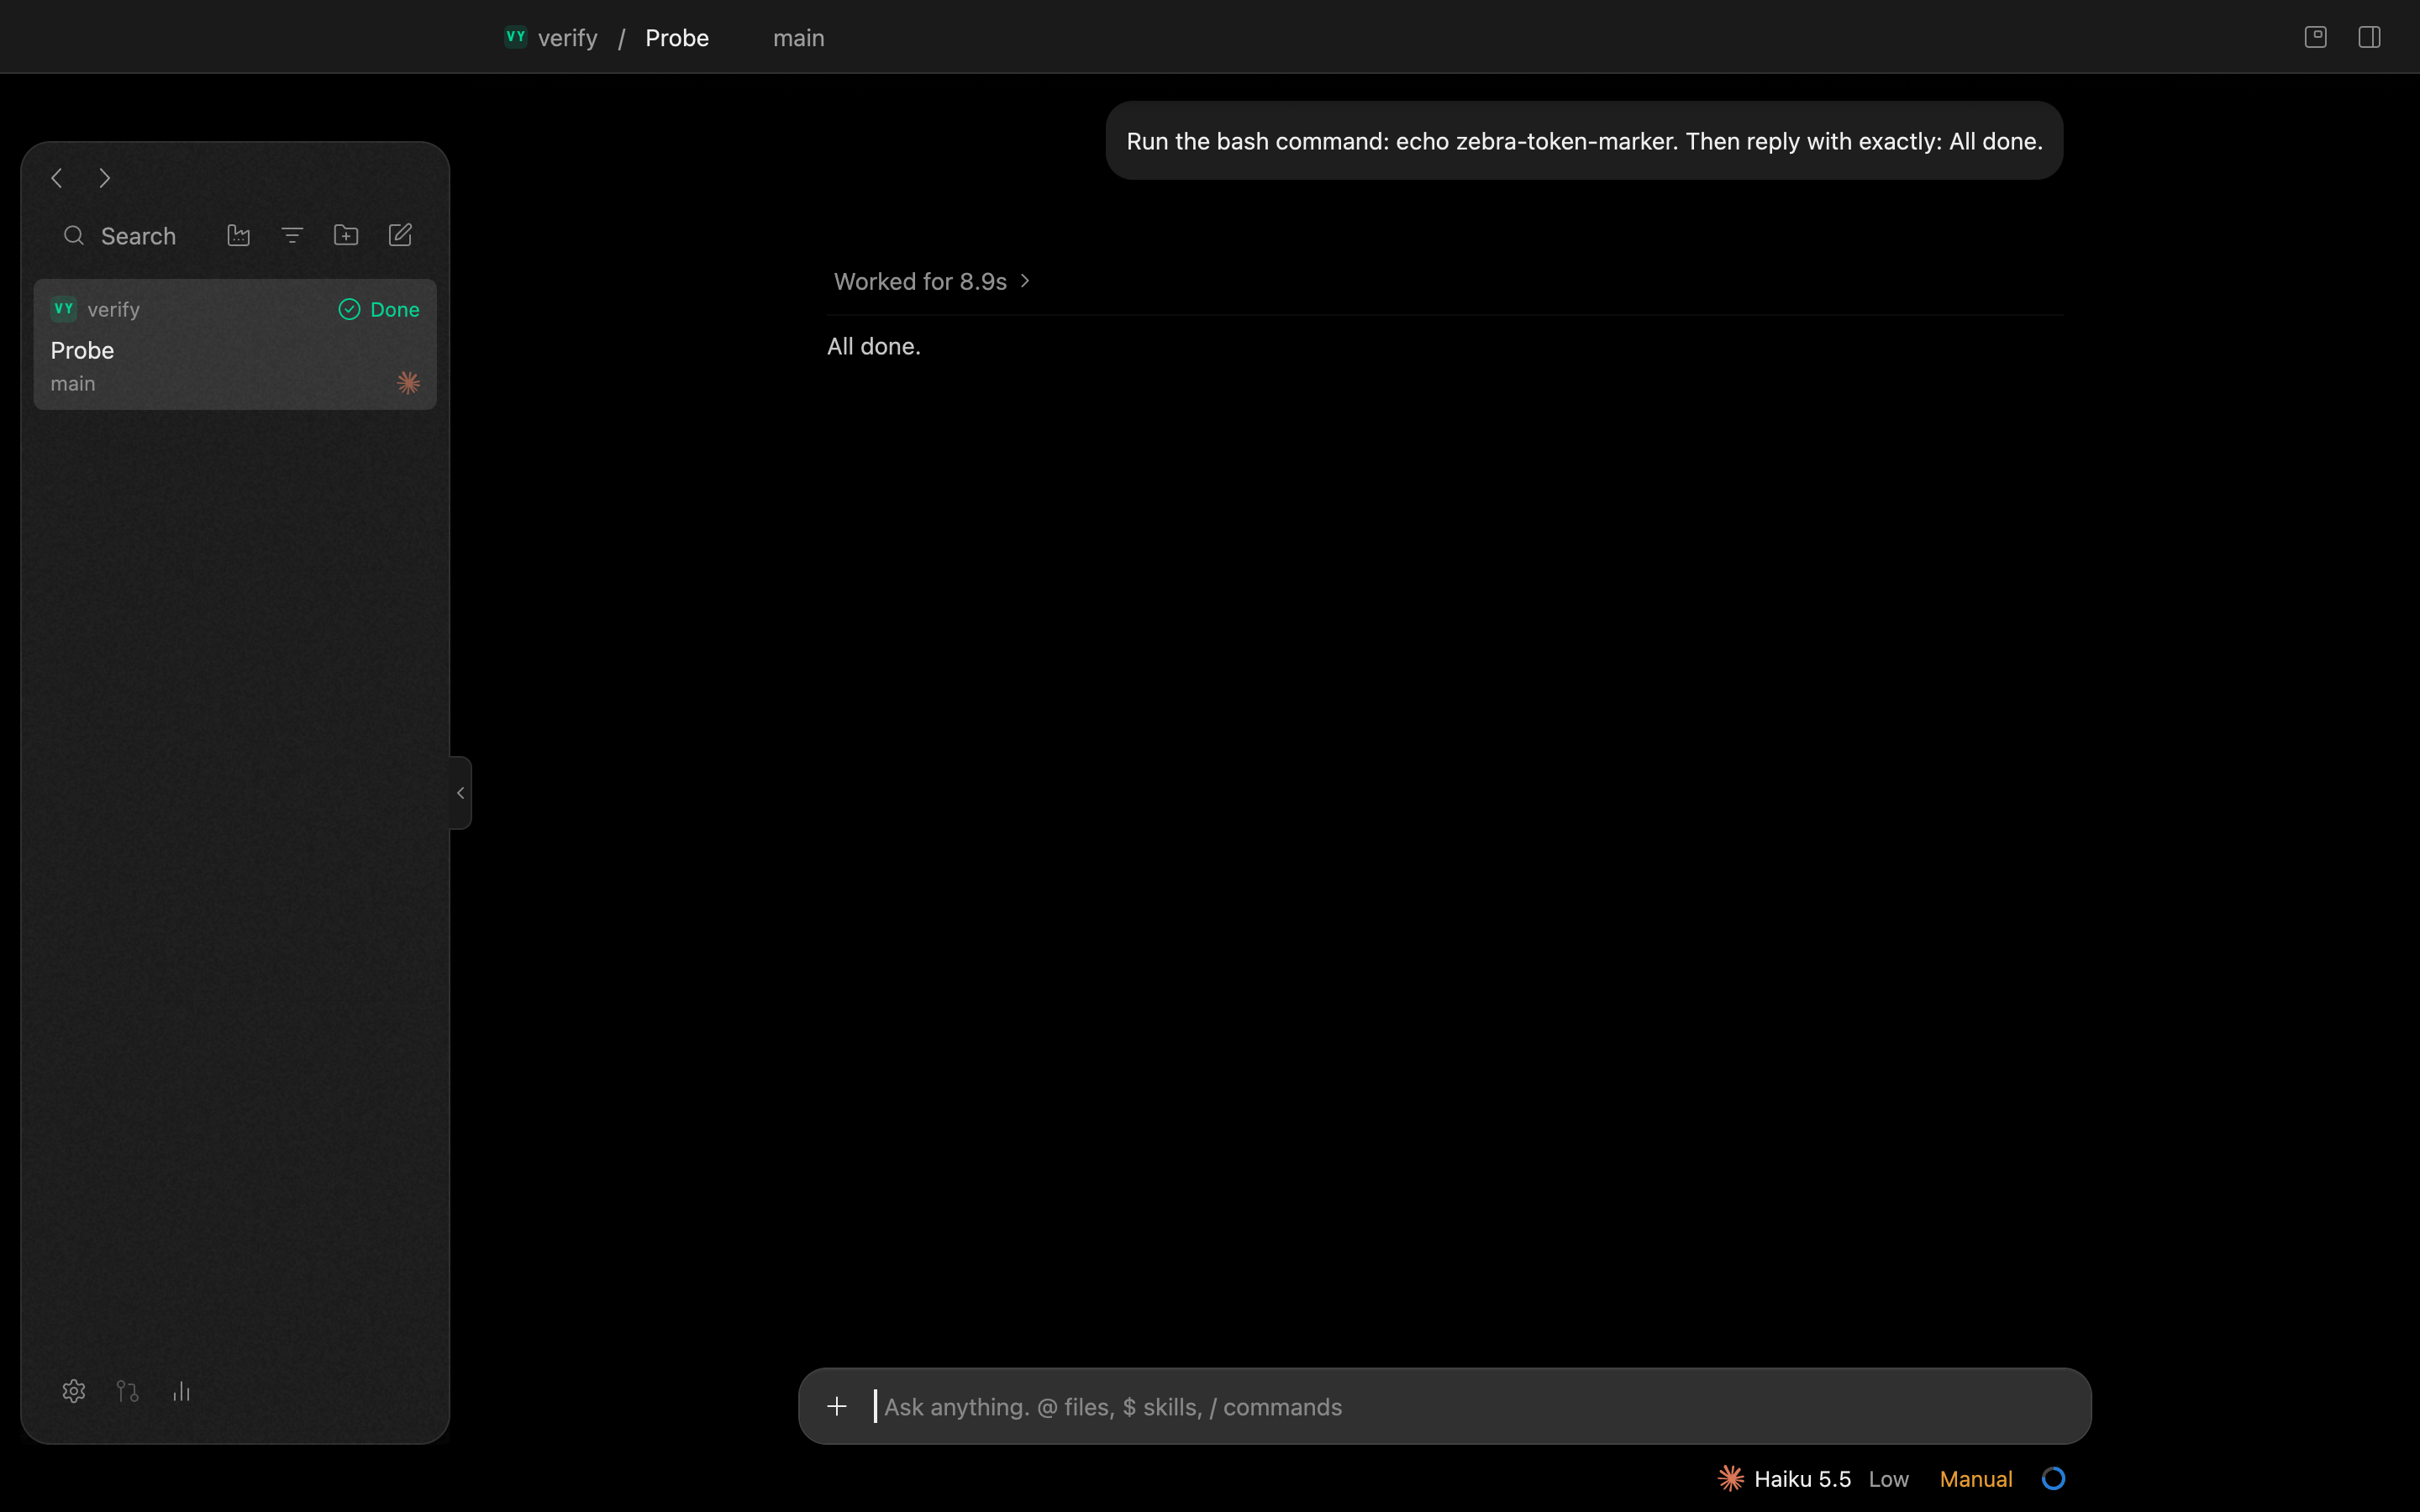 VY verify / Probe main
Run the bash command: echo zebra-token-marker. Then reply with exactly: All done.
Search
VY verify Done
Probe
main
Worked for 8.9s
All done.
Ask anything. @ files, $ skills, / commands
Haiku 5.5 Low Manual